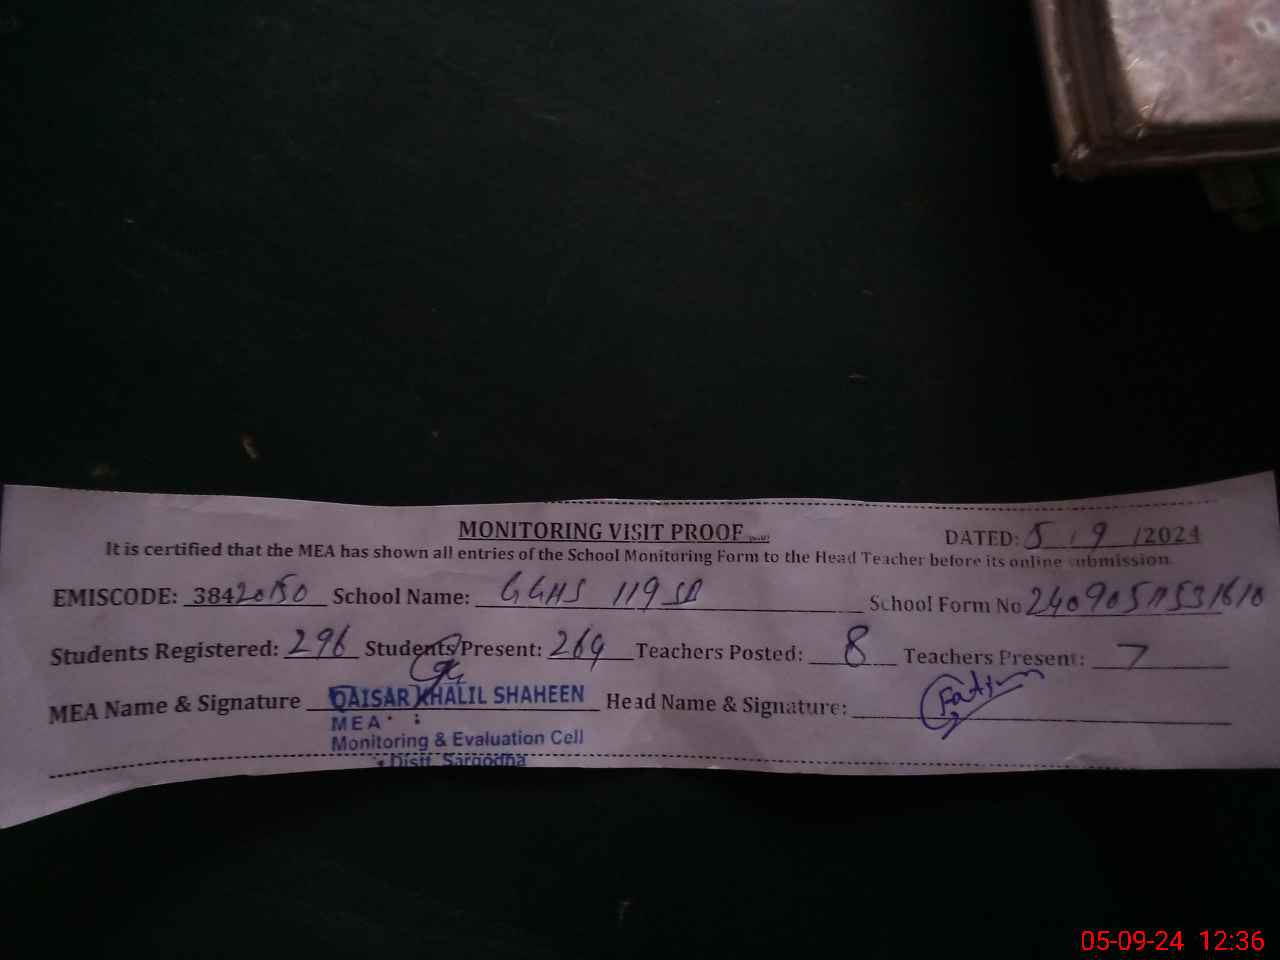 MONITORING VISIT PROOF
DATED: 5 / 9 /2024
It is certified that the MEA has shown all entries of the School Monitoring Form to the Head Teacher before its online submission.
EMISCODE: 38420150 School Name: GGHS 119 SB School Form No
Students Registered: 296 Students Present: 269 Teachers Posted: 8 Teachers Present: 7
MEA Name & Signature QAISAR KHALIL SHAHEEN Head Name & Signature:
MEA
Monitoring & Evaluation Cell
Distt Sargodha
05-09-24 12:36